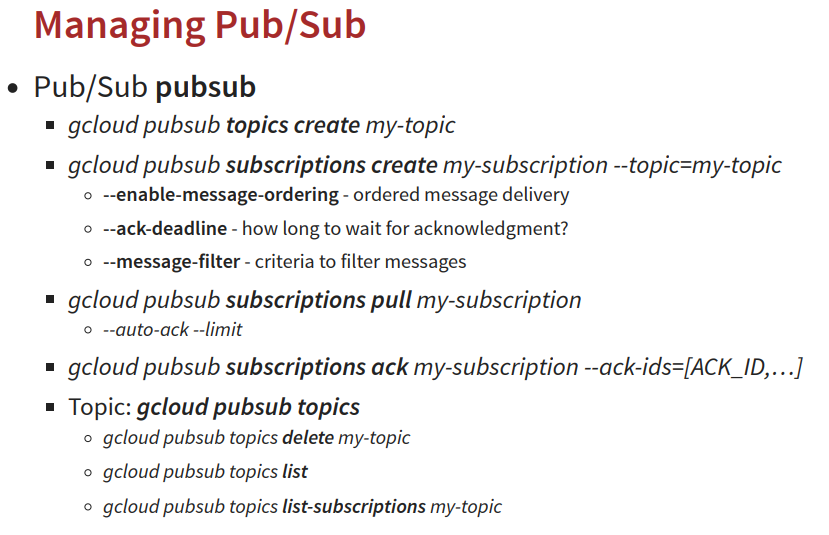 Managing Pub/Sub
• Pub/Sub pubsub
▪ gcloud pubsub topics create my-topic
▪ gcloud pubsub subscriptions create my-subscription --topic=my-topic
◦ --enable-message-ordering - ordered message delivery
◦ --ack-deadline - how long to wait for acknowledgment?
◦ --message-filter - criteria to filter messages
▪ gcloud pubsub subscriptions pull my-subscription
◦ --auto-ack --limit
▪ gcloud pubsub subscriptions ack my-subscription --ack-ids=[ACK_ID,…]
▪ Topic: gcloud pubsub topics
◦ gcloud pubsub topics delete my-topic
◦ gcloud pubsub topics list
◦ gcloud pubsub topics list-subscriptions my-topic